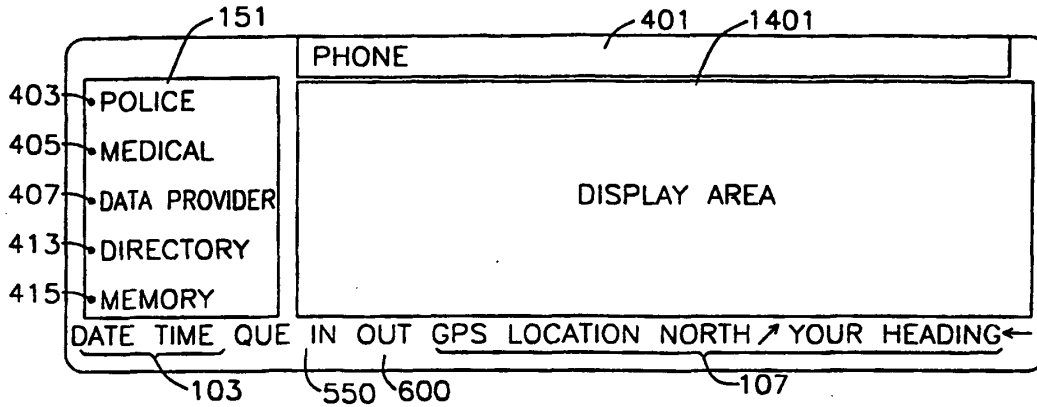 151
401
1401
PHONE
403
POLICE
405
MEDICAL
407
DATA PROVIDER
DISPLAY AREA
413
DIRECTORY
415
MEMORY
DATE TIME QUE IN OUT GPS LOCATION NORTH↗YOUR HEADING←
103
550
600
107